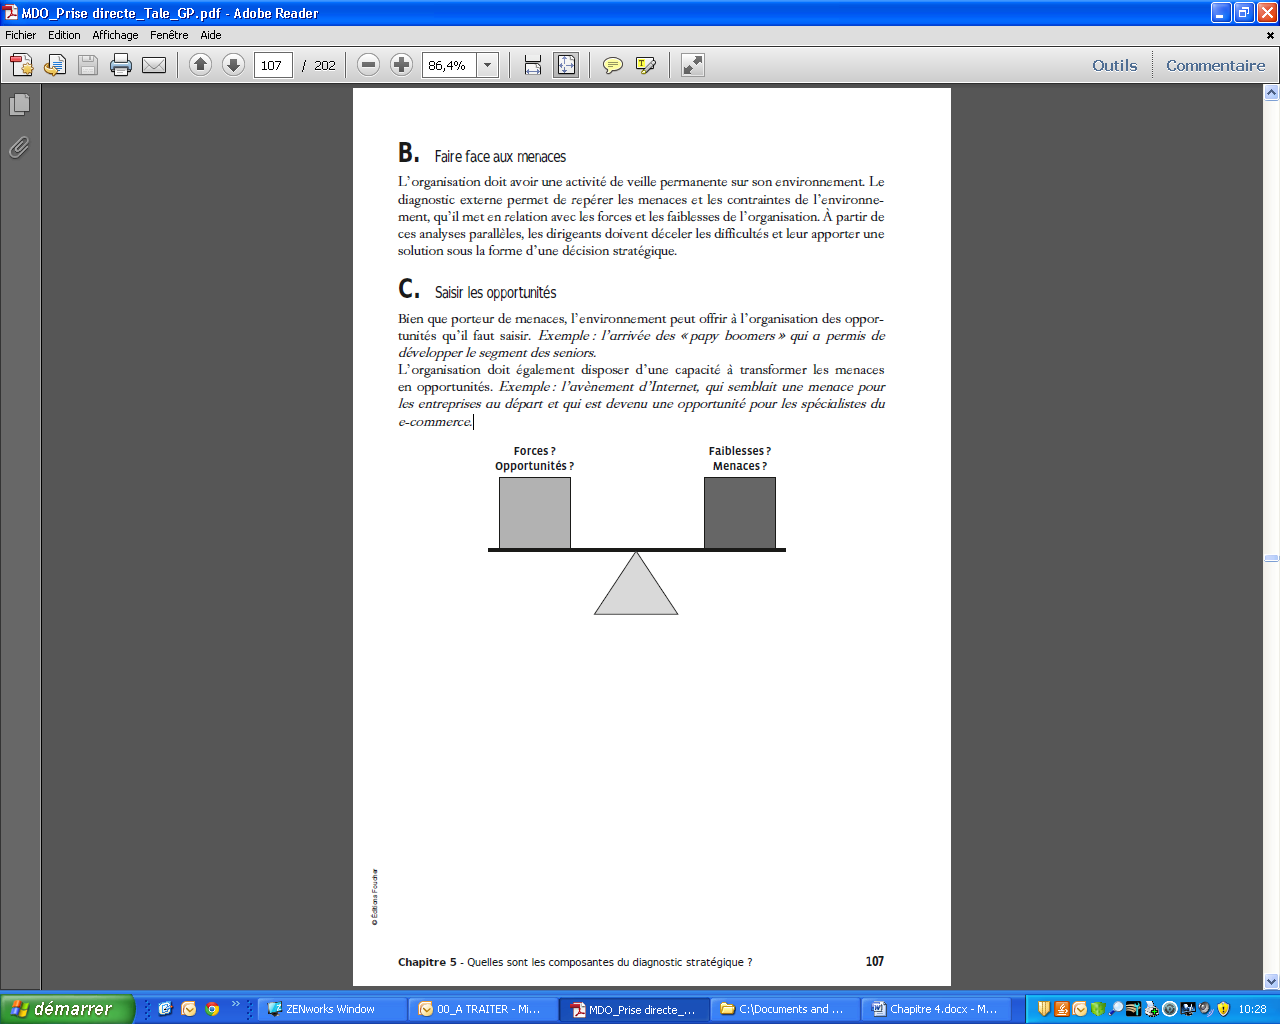 MDO_Prise directe_Tale_GP.pdf - Adobe Reader
Fichier Edition Affichage Fenêtre Aide
107 / 202 86,4% Outils Commentaire
B. Faire face aux menaces
L'organisation doit avoir une activité de veille permanente sur son environnement. Le
diagnostic externe permet de repérer les menaces et les contraintes de l'environne-
ment, qu'il met en relation avec les forces et les faiblesses de l'organisation. À partir de
ces analyses parallèles, les dirigeants doivent déceler les difficultés et leur apporter une
solution sous la forme d'une décision stratégique.
C. Saisir les opportunités
Bien que porteur de menaces, l'environnement peut offrir à l'organisation des oppor-
tunités qu'il faut saisir. Exemple : l'arrivée des « papy boomers » qui a permis de
développer le segment des seniors.
L'organisation doit également disposer d'une capacité à transformer les menaces
en opportunités. Exemple : l'avènement d'Internet, qui semblait une menace pour
les entreprises au départ et qui est devenu une opportunité pour les spécialistes du
e-commerce.
Forces ?
Opportunités ?
Faiblesses ?
Menaces ?
© Éditions Foucher
Chapitre 5 - Quelles sont les composantes du diagnostic stratégique ? 107
démarrer ZENworks Window 00_A TRAITER - Mi... MDO_Prise directe_... C:\Documents and ... Chapitre 4.docx - M... 10:28